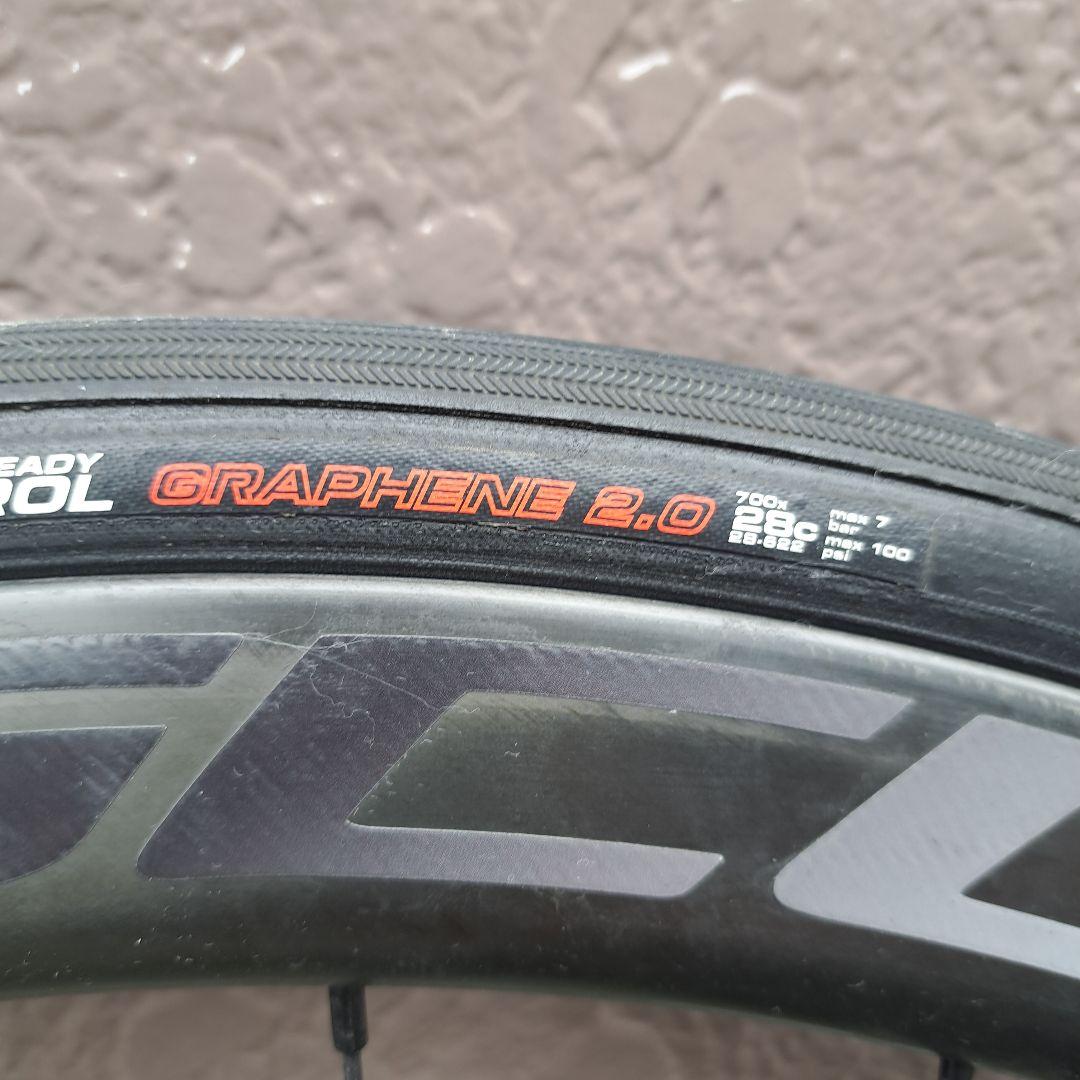 EADY
ROL
GRAPHENE 2.0
700x
28c
28-622
max 7
bar
max 100
psi